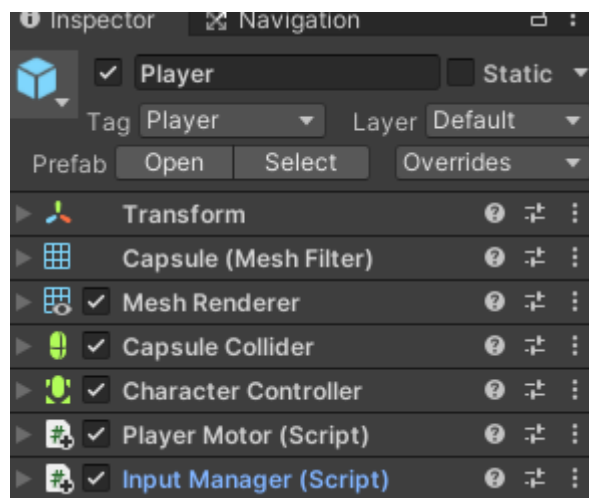 Inspector Navigation
Player Static
Tag Player Layer Default
Prefab Open Select Overrides
Transform
Capsule (Mesh Filter)
Mesh Renderer
Capsule Collider
Character Controller
Player Motor (Script)
Input Manager (Script)